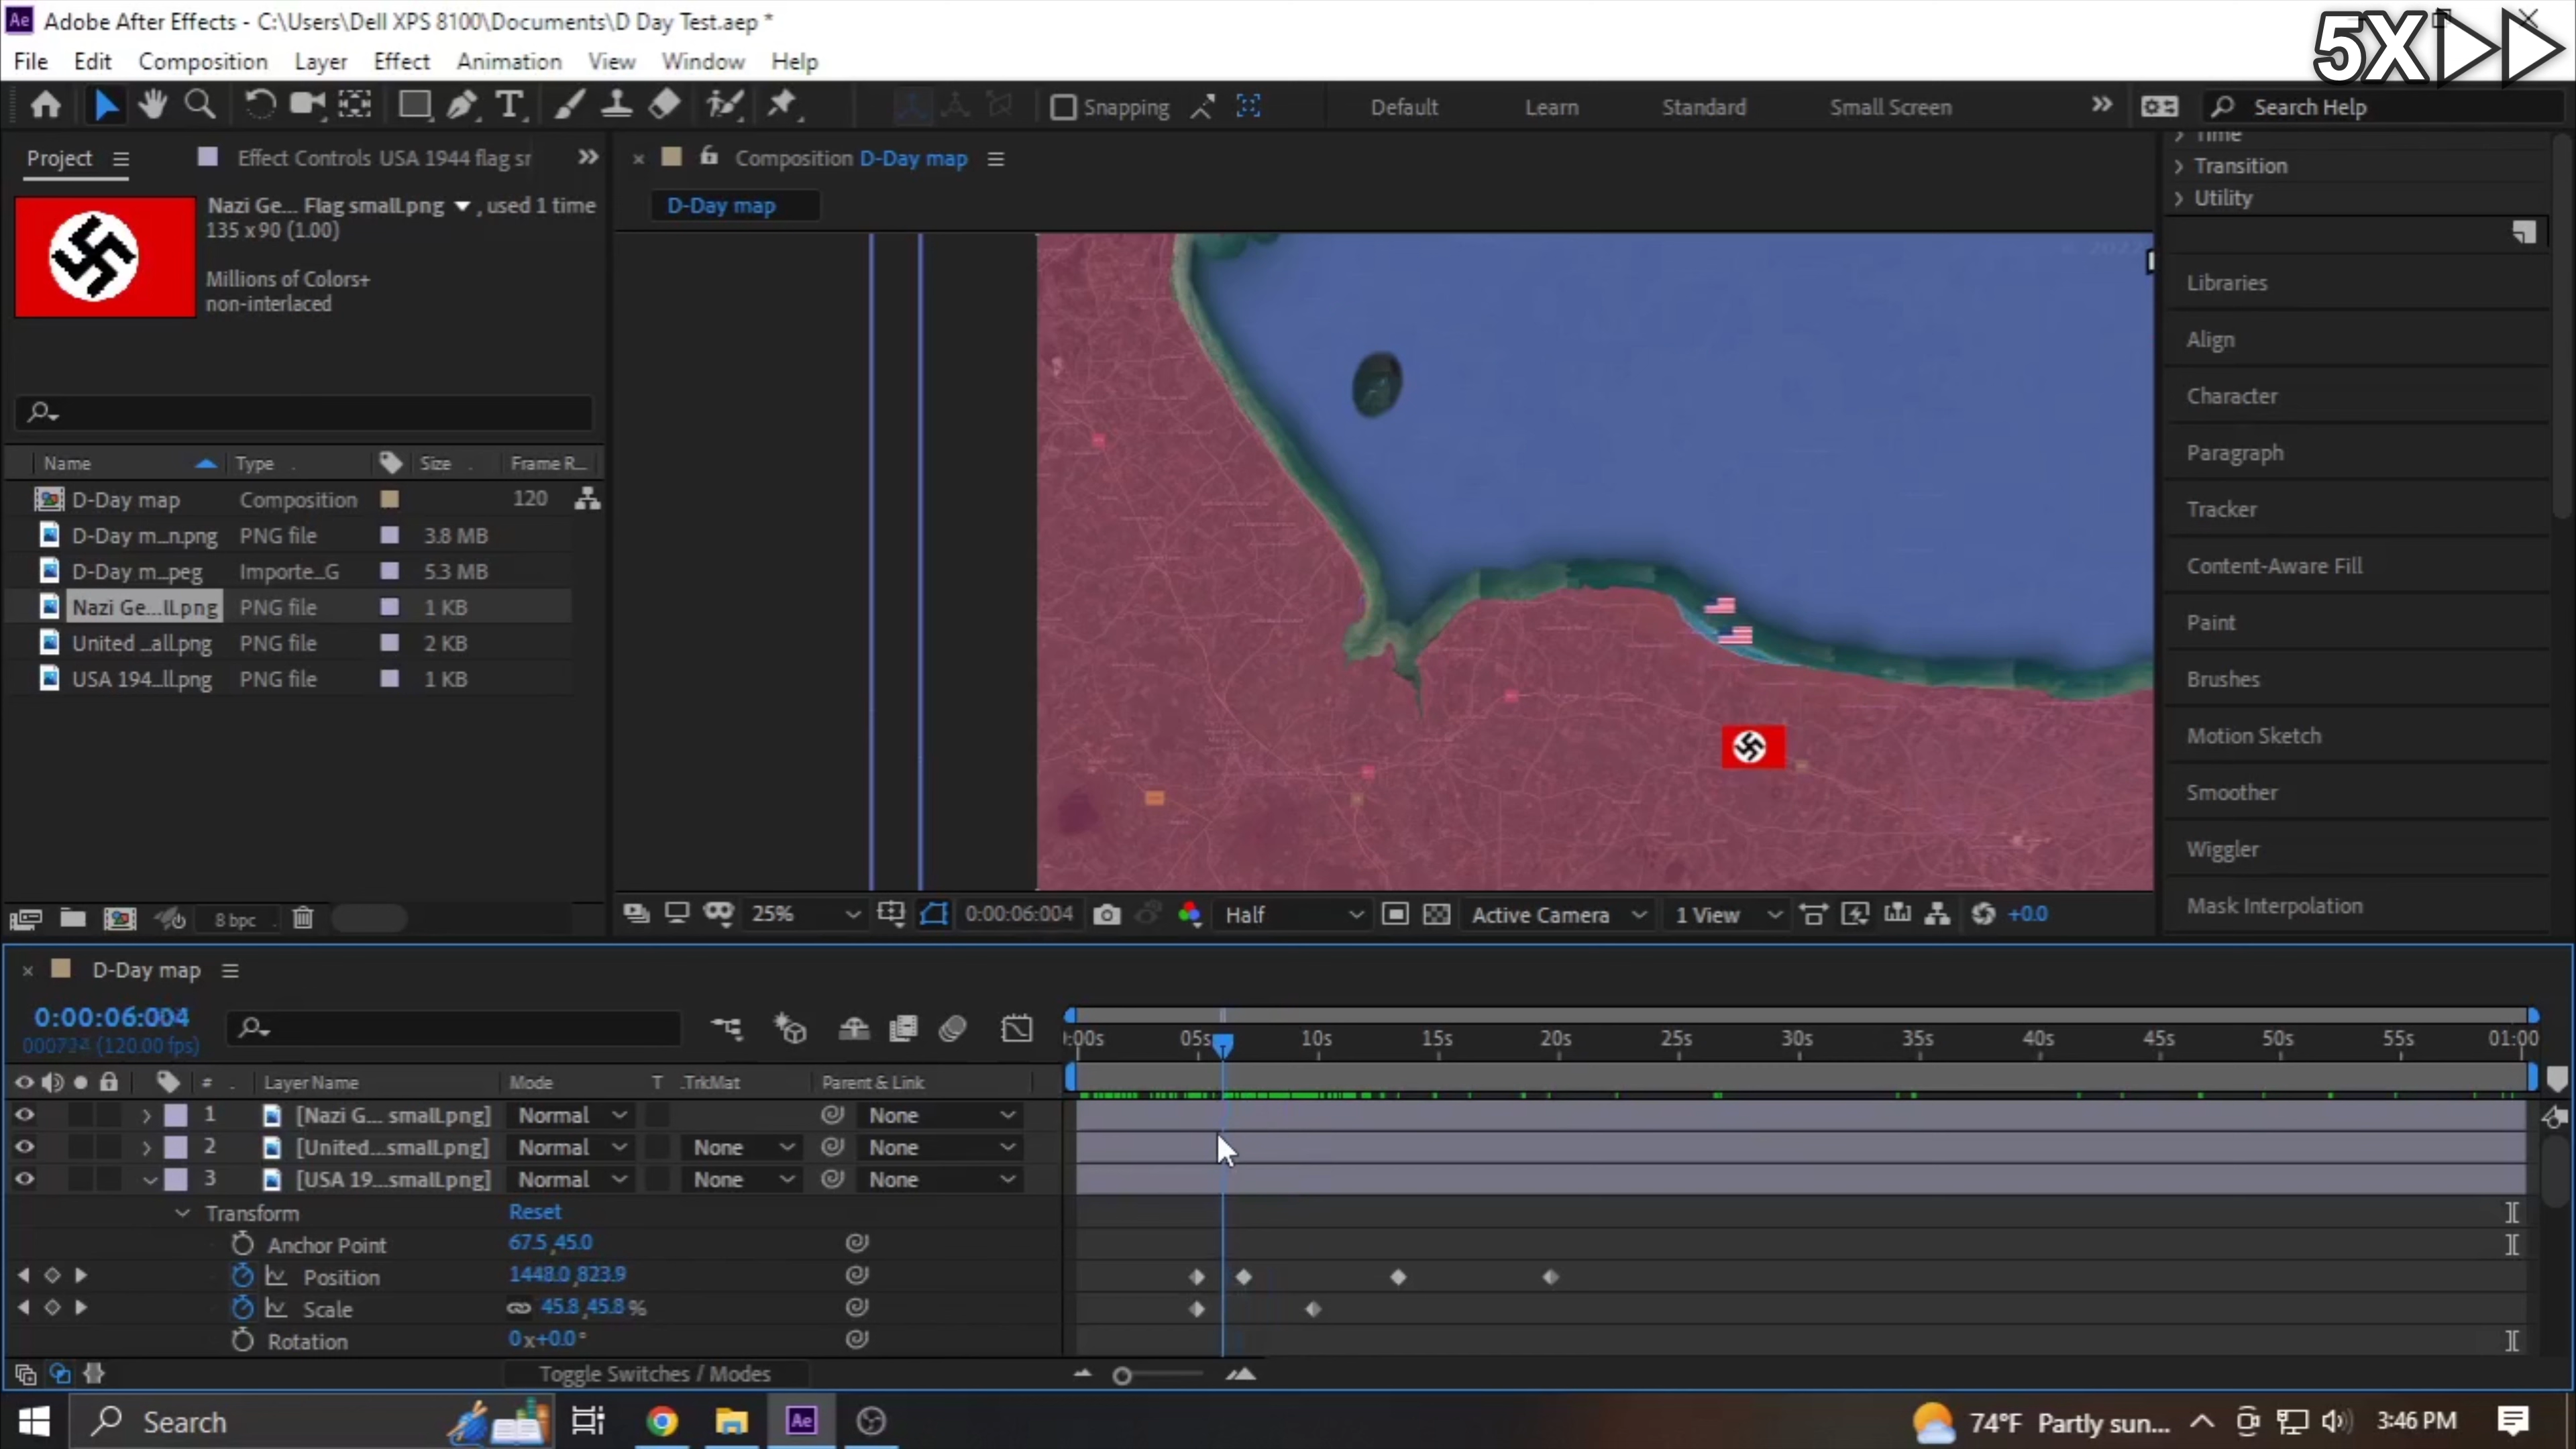 Ae Adobe After Effects - C:\Users\Dell XPS 8100\Documents\D Day Test.aep *
5X
File Edit Composition Layer Effect Animation View Window Help
Snapping Default Learn Standard Small Screen Search Help
Project Effect Controls USA 1944 flag sr
Composition D-Day map
Time
Transition
Utility
D-Day map
Nazi Ge... Flag small.png , used 1 time
135 x 90 (1.00)
Millions of Colors+
non-interlaced
© 2022
Name Type Size Frame R...
D-Day map Composition 120
D-Day m...n.png PNG file 3.8 MB
D-Day m...peg Importe...G 5.3 MB
Nazi Ge...ll.png PNG file 1 KB
United ...all.png PNG file 2 KB
USA 194...ll.png PNG file 1 KB
Libraries
Align
Character
Paragraph
Tracker
Content-Aware Fill
Paint
Brushes
Motion Sketch
Smoother
Wiggler
Mask Interpolation
8 bpc
25% 0:00:06:004 Half Active Camera 1 View +0.0
D-Day map
0:00:06:004
(120.00 fps)
:00s 05s 10s 15s 20s 25s 30s 35s 40s 45s 50s 55s 01:00
# Layer Name Mode T .TrkMat Parent & Link
1 [Nazi G... small.png] Normal None
2 [United...small.png] Normal None None
3 [USA 19...small.png] Normal None None
Transform Reset
Anchor Point 67.5,45.0
Position 1448.0,823.9
Scale 45.8,45.8%
Rotation 0x+0.0°
Toggle Switches / Modes
Search
Ae
74°F Partly sun... 3:46 PM